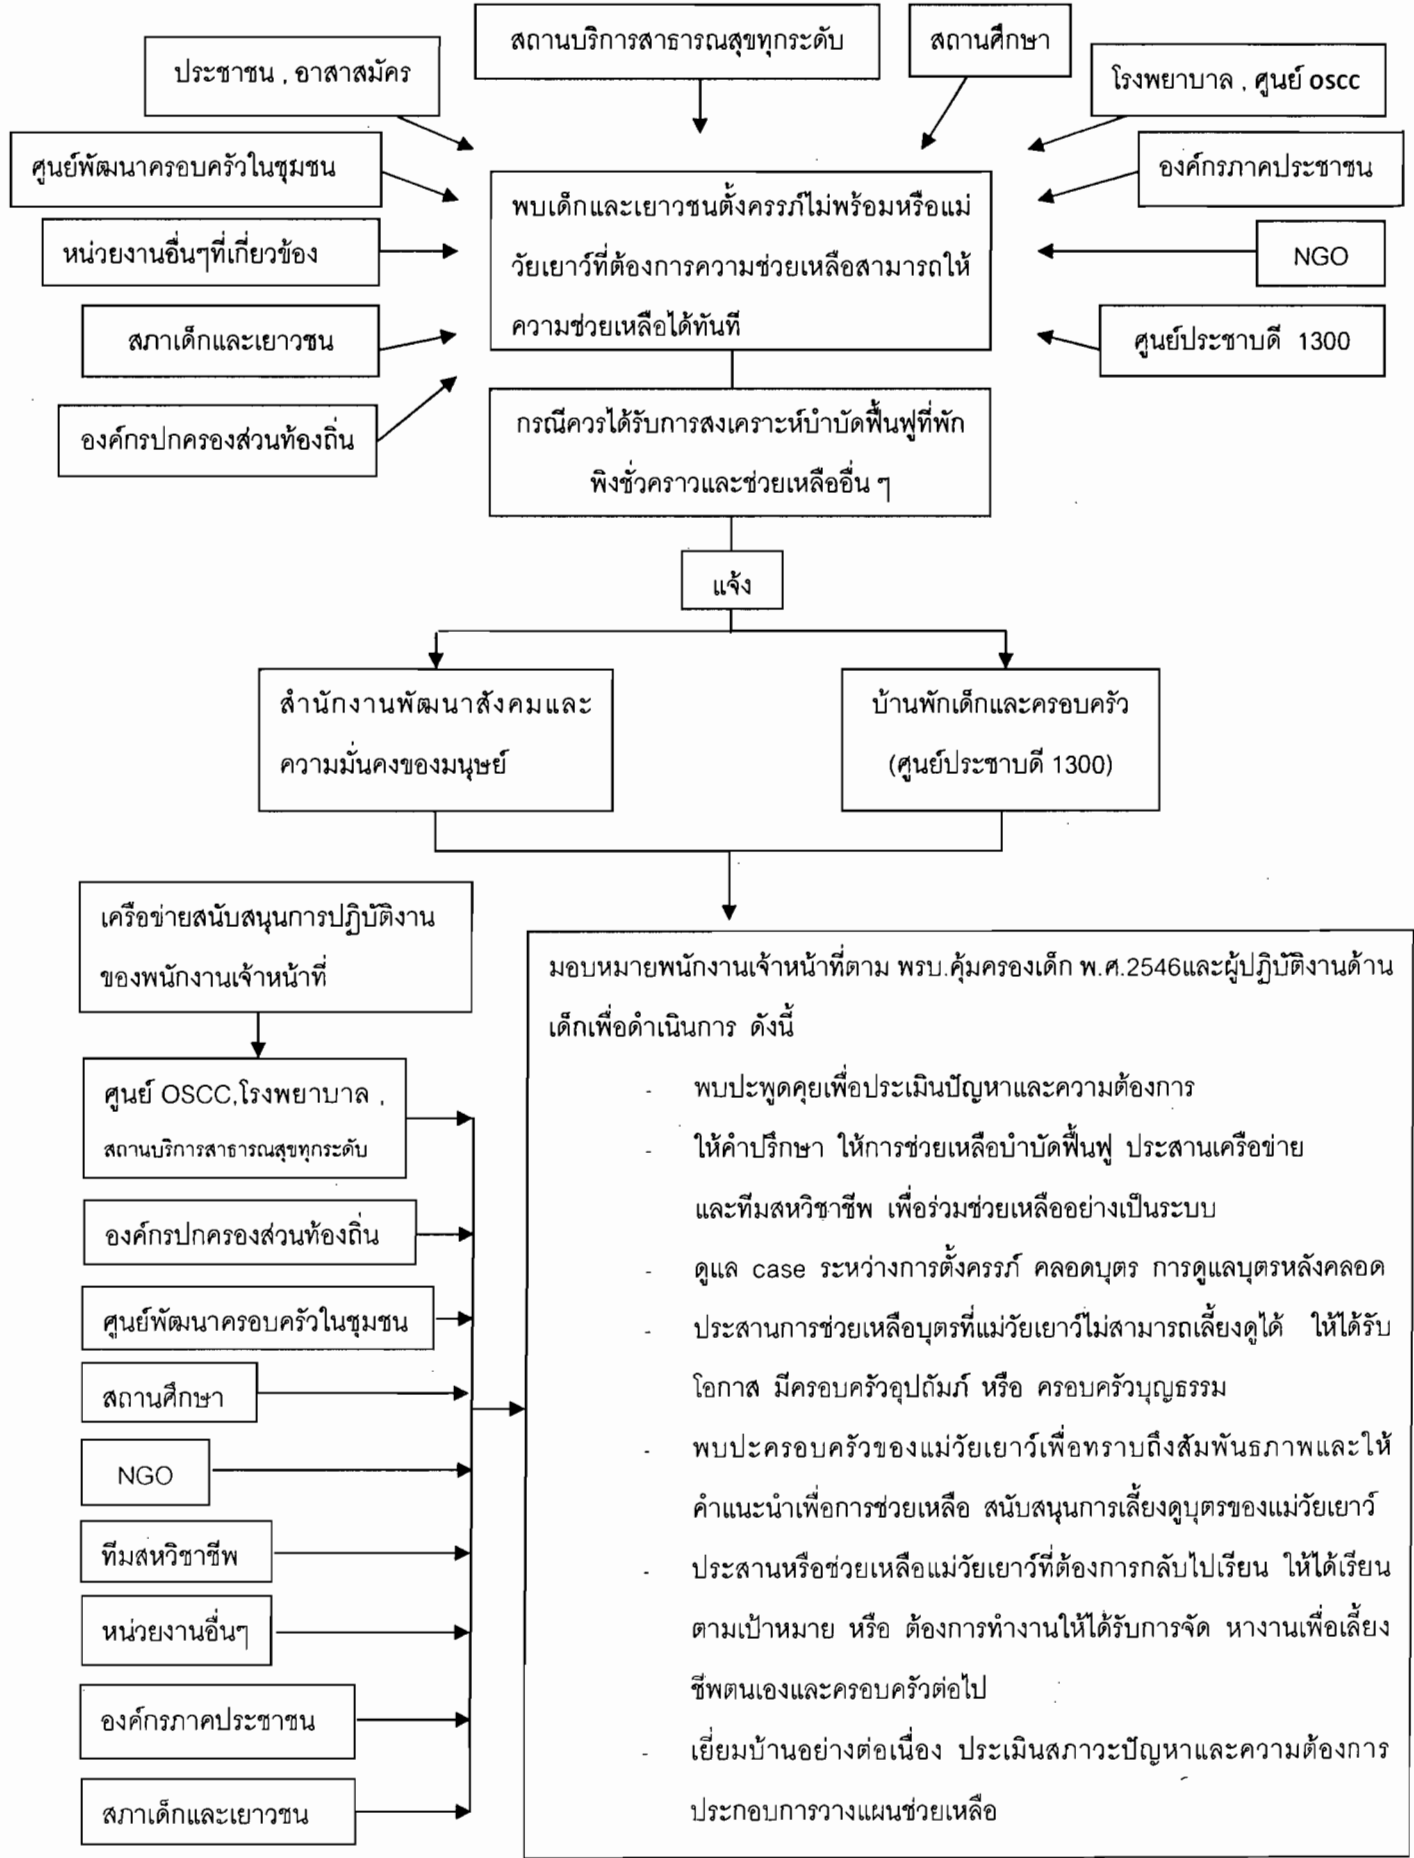 สถานบริการสาธารณสุขทุกระดับ
สถานศึกษา
ประชาชน , อาสาสมัคร
โรงพยาบาล , ศูนย์ oscc
ศูนย์พัฒนาครอบครัวในชุมชน
องค์กรภาคประชาชน
หน่วยงานอื่นๆที่เกี่ยวข้อง
NGO
สภาเด็กและเยาวชน
ศูนย์ประชาบดี 1300
องค์กรปกครองส่วนท้องถิ่น
พบเด็กและเยาวชนตั้งครรภ์ไม่พร้อมหรือแม่
วัยเยาว์ที่ต้องการความช่วยเหลือสามารถให้
ความช่วยเหลือได้ทันที
กรณีควรได้รับการสงเคราะห์บำบัดฟื้นฟูที่พัก
พิงชั่วคราวและช่วยเหลืออื่น ๆ
แจ้ง
สำนักงานพัฒนาสังคมและ
ความมั่นคงของมนุษย์
บ้านพักเด็กและครอบครัว
(ศูนย์ประชาบดี 1300)
เครือข่ายสนับสนุนการปฏิบัติงาน
ของพนักงานเจ้าหน้าที่
ศูนย์ OSCC,โรงพยาบาล ,
สถานบริการสาธารณสุขทุกระดับ
องค์กรปกครองส่วนท้องถิ่น
ศูนย์พัฒนาครอบครัวในชุมชน
สถานศึกษา
NGO
ทีมสหวิชาชีพ
หน่วยงานอื่นๆ
องค์กรภาคประชาชน
สภาเด็กและเยาวชน
มอบหมายพนักงานเจ้าหน้าที่ตาม พรบ.คุ้มครองเด็ก พ.ศ.2546และผู้ปฏิบัติงานด้าน
เด็กเพื่อดำเนินการ ดังนี้
- พบปะพูดคุยเพื่อประเมินปัญหาและความต้องการ
- ให้คำปรึกษา ให้การช่วยเหลือบำบัดฟื้นฟู ประสานเครือข่าย
และทีมสหวิชาชีพ เพื่อร่วมช่วยเหลืออย่างเป็นระบบ
- ดูแล case ระหว่างการตั้งครรภ์ คลอดบุตร การดูแลบุตรหลังคลอด
- ประสานการช่วยเหลือบุตรที่แม่วัยเยาว์ไม่สามารถเลี้ยงดูได้ ให้ได้รับ
โอกาส มีครอบครัวอุปถัมภ์ หรือ ครอบครัวบุญธรรม
- พบปะครอบครัวของแม่วัยเยาว์เพื่อทราบถึงสัมพันธภาพและให้
คำแนะนำเพื่อการช่วยเหลือ สนับสนุนการเลี้ยงดูบุตรของแม่วัยเยาว์
- ประสานหรือช่วยเหลือแม่วัยเยาว์ที่ต้องการกลับไปเรียน ให้ได้เรียน
ตามเป้าหมาย หรือ ต้องการทำงานให้ได้รับการจัด หางานเพื่อเลี้ยง
ชีพตนเองและครอบครัวต่อไป
- เยี่ยมบ้านอย่างต่อเนื่อง ประเมินสภาวะปัญหาและความต้องการ
ประกอบการวางแผนช่วยเหลือ